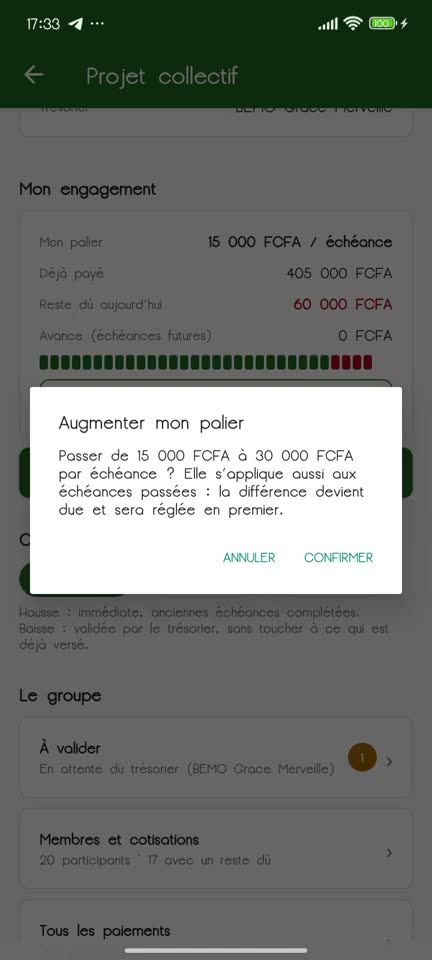 17:33
100
Projet collectif
Trésorier BEMO Grace Merveille
Mon engagement
Mon palier 15 000 FCFA / échéance
Déjà payé 405 000 FCFA
Reste dû aujourd'hui 60 000 FCFA
Avance (échéances futures) 0 FCFA
Augmenter mon palier
Passer de 15 000 FCFA à 30 000 FCFA
par échéance ? Elle s'applique aussi aux
échéances passées : la différence devient
due et sera réglée en premier.
ANNULER CONFIRMER
Hausse : immédiate, anciennes échéances complétées.
Baisse : validée par le trésorier, sans toucher à ce qui est
déjà versé.
Le groupe
À valider
En attente du trésorier (BEMO Grace Merveille)
1
Membres et cotisations
20 participants · 17 avec un reste dû
Tous les paiements